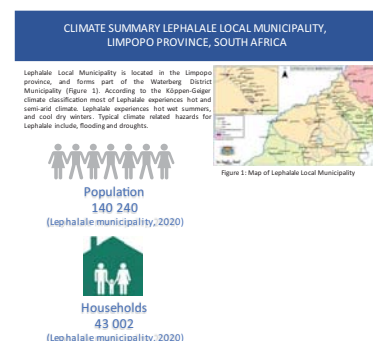 CLIMATE SUMMARY LEPHALALE LOCAL MUNICIPALITY,
LIMPOPO PROVINCE, SOUTH AFRICA
Lephalale Local Municipality is located in the Limpopo
province, and forms part of the Waterberg District
Municipality (Figure 1). According to the Köppen-Geiger
climate classification most of Lephalale experiences hot and
semi-arid climate. Lephalale experiences hot wet summers,
and cool dry winters. Typical climate related hazards for
Lephalale include, flooding and droughts.
Figure 1: Map of Lephalale Local Municipality
Population
140 240
(Lephalale municipality, 2020)
Households
43 002
(Lephalale municipality, 2020)